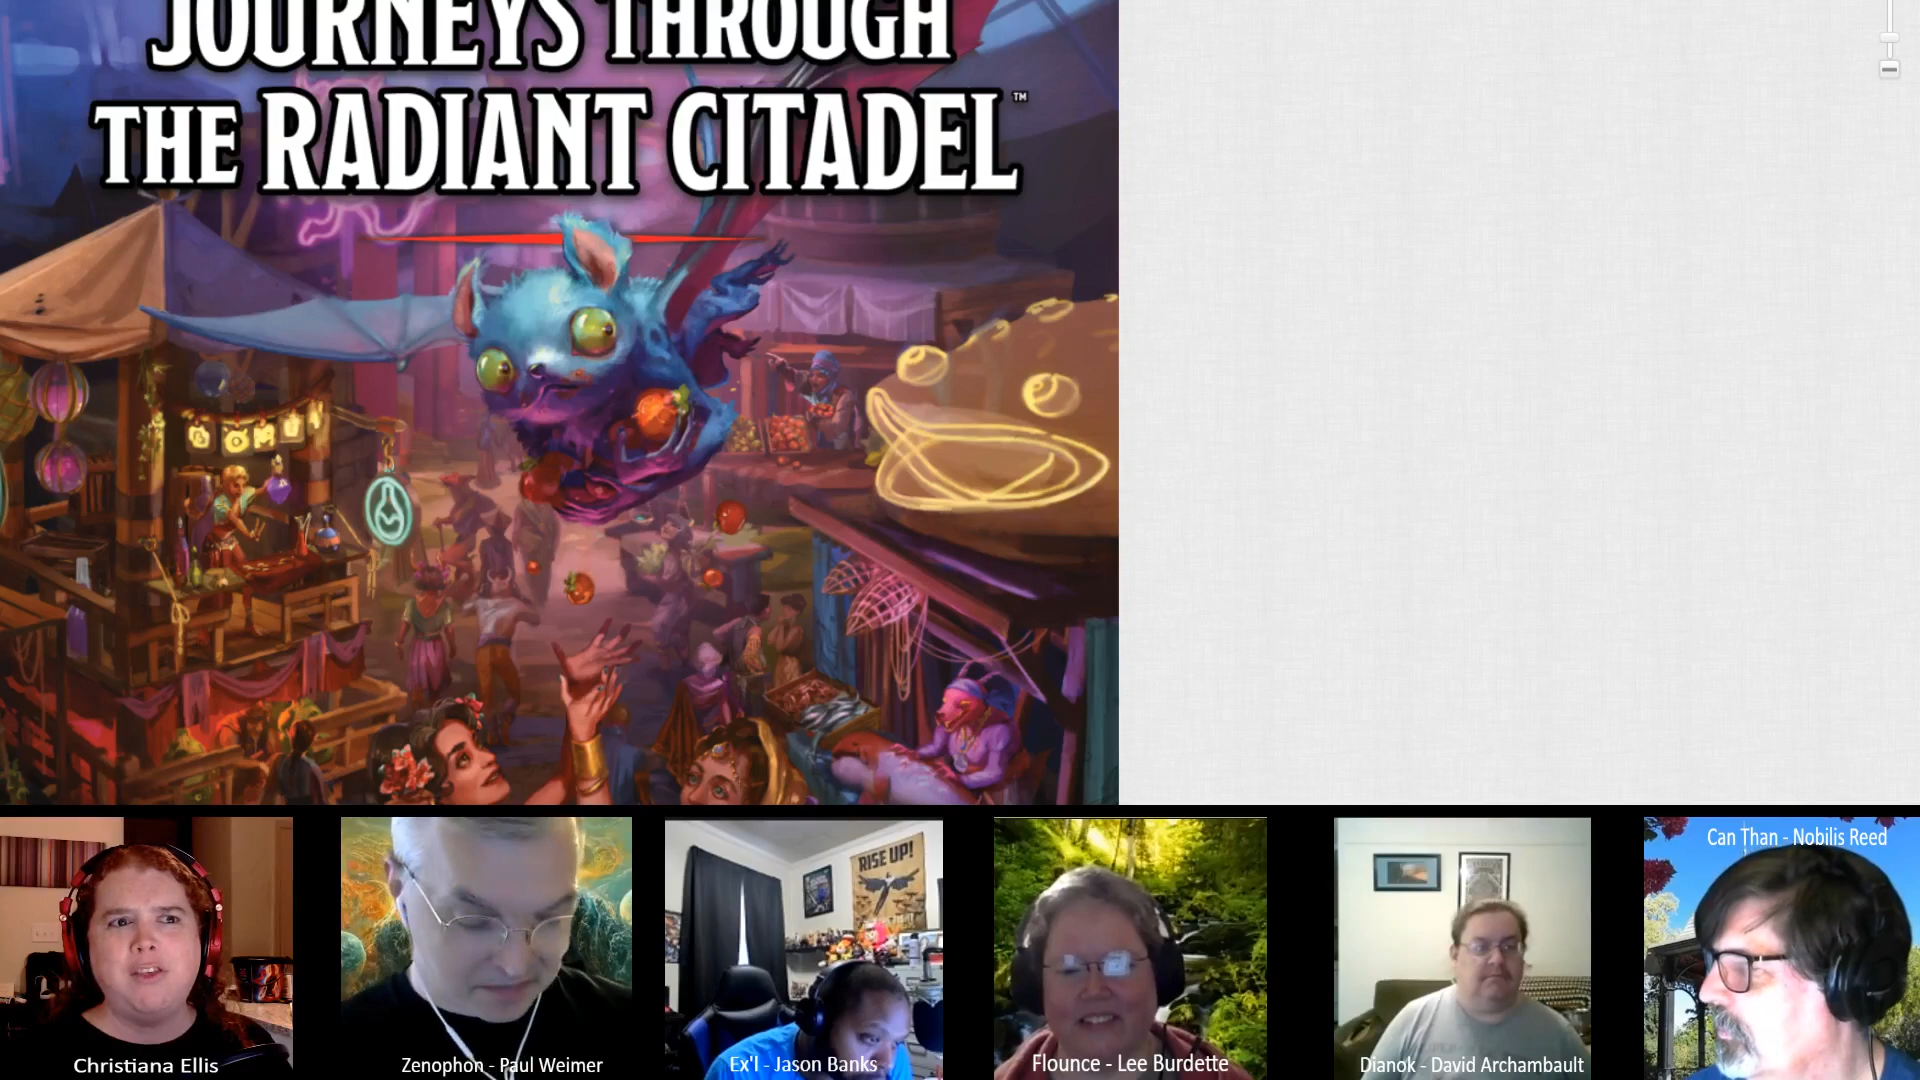 JOURNEYS THROUGH
THE RADIANT CITADEL™
RISE UP!
Can Than - Nobilis Reed
Christiana Ellis
Zenophon - Paul Weimer
Ex'l - Jason Banks
Flounce - Lee Burdette
Dianok - David Archambault